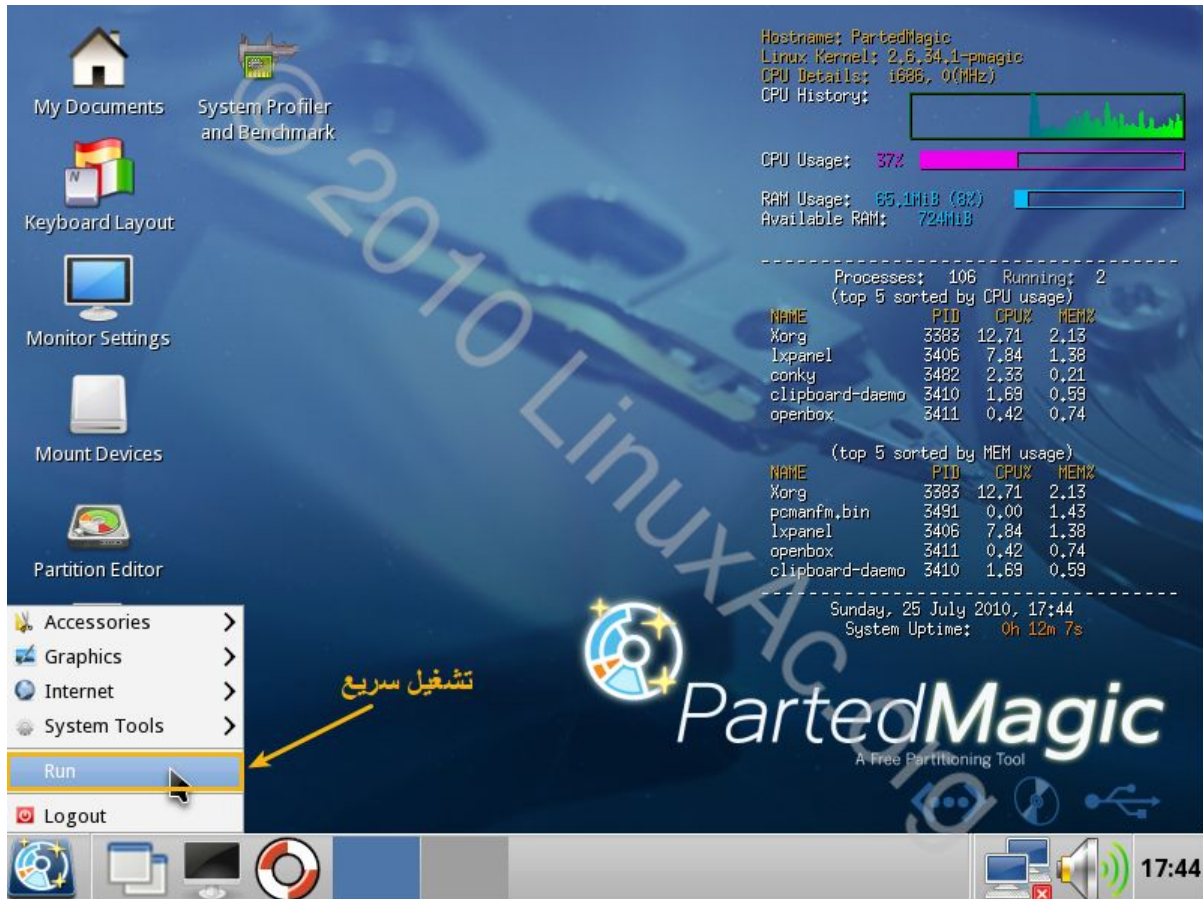 My Documents
System Profiler
and Benchmark
Keyboard Layout
Monitor Settings
Mount Devices
Partition Editor
Hostname: PartedMagic
Linux Kernel: 2.6.34.1-pmagic
CPU Details: i686, 0(MHz)
CPU History:
CPU Usage: 37%
RAM Usage: 65.1MiB (8%)
Available RAM: 724MiB
Processes: 106 Running: 2
(top 5 sorted by CPU usage)
NAME PID CPU% MEM%
Xorg 3383 12.71 2.13
lxpanel 3406 7.84 1.38
conky 3482 2.33 0.21
clipboard-daemo 3410 1.69 0.59
openbox 3411 0.42 0.74
(top 5 sorted by MEM usage)
NAME PID CPU% MEM%
Xorg 3383 12.71 2.13
pcmanfm.bin 3491 0.00 1.43
lxpanel 3406 7.84 1.38
openbox 3411 0.42 0.74
clipboard-daemo 3410 1.69 0.59
Sunday, 25 July 2010, 17:44
System Uptime: 0h 12m 7s
© 2010 LinuxAc.org
PartedMagic
A Free Partitioning Tool
Accessories
Graphics
Internet
System Tools
Run
Logout
تشغيل سريع
N
17:44